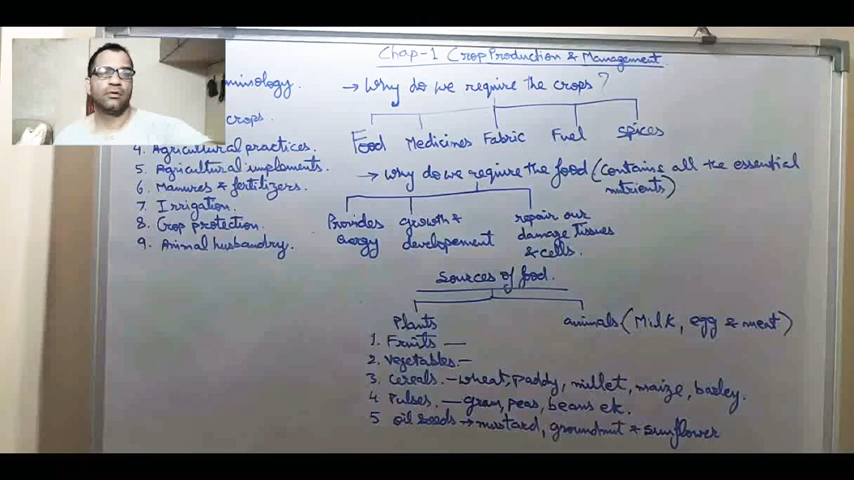 Chap-1 Crop Production & Management
minology.
crops.
4. Agricultural practices.
5. Agricultural implements.
6. Manures & fertilizers.
7. Irrigation.
8. Crop protection.
9. Animal husbandry.
→ Why do we require the crops?
Food Medicines Fabric Fuel spices
→ why do we require the food (contains all the essential
nutrients)
Provides energy
growth & developement
repair our damage tissues & cells.
Sources of food.
Plants
animals (Milk, egg & meat)
1. Fruits —
2. Vegetables. —
3. Cereals. — wheat, paddy, millet, maize, barley.
4 Pulses. — gram, peas, beans etc.
5 oil seeds → mustard, groundnut & sunflower